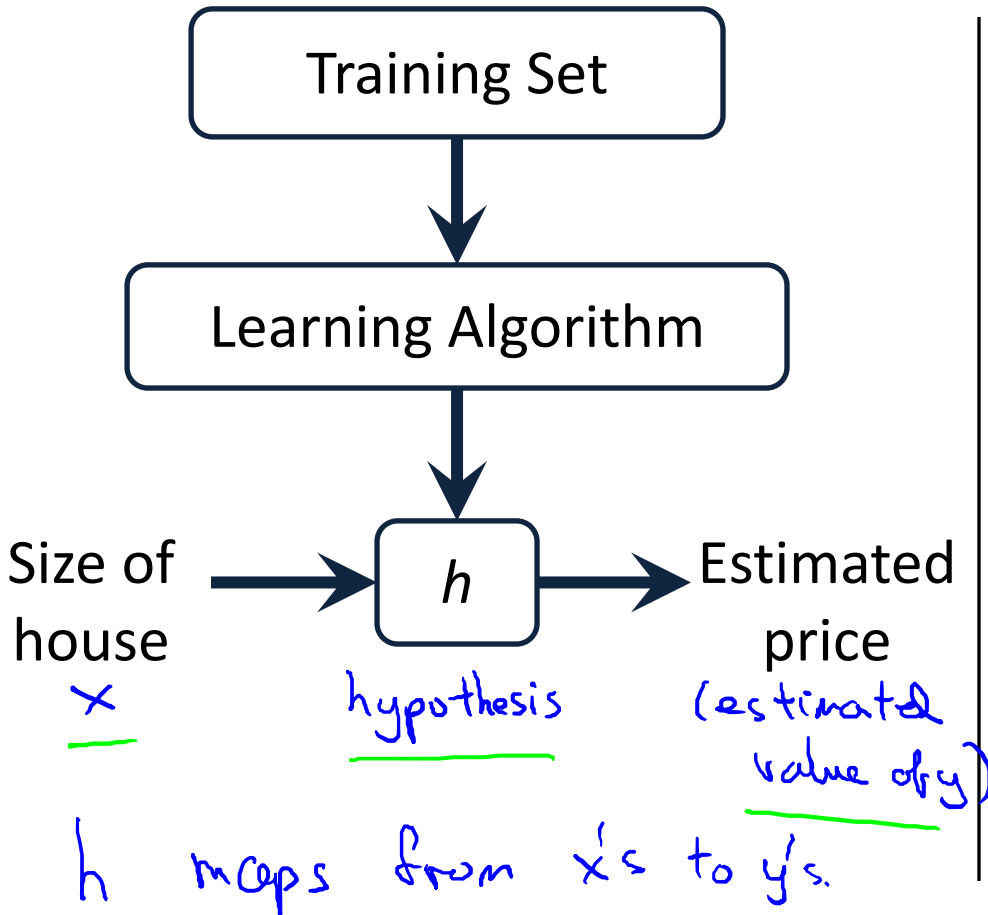 Training Set
Learning Algorithm
Size of
house
h
Estimated
price
x
hypothesis
(estimated
value of y)
h maps from x's to y's.